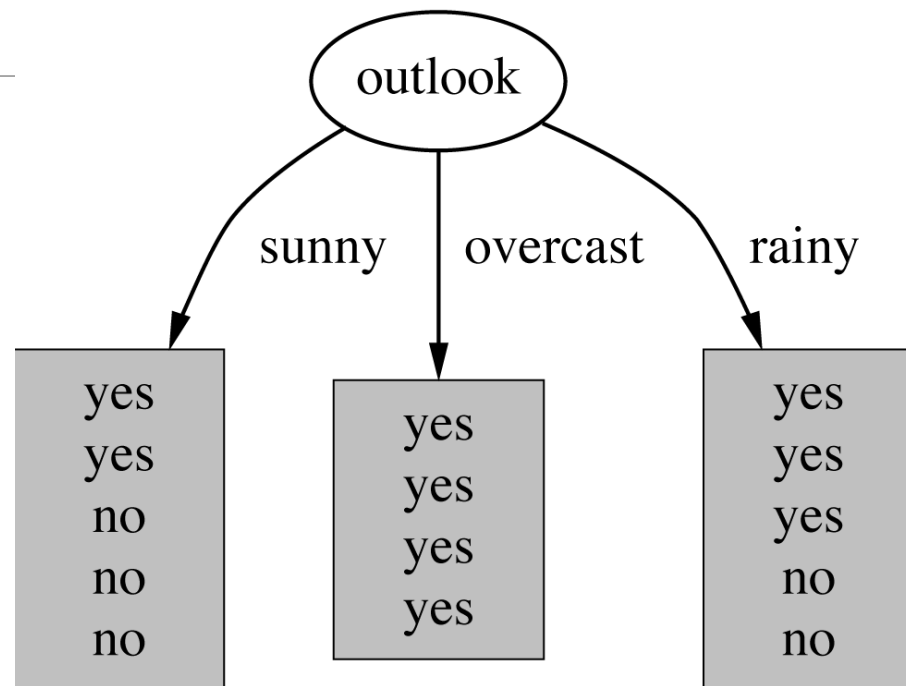 outlook
sunny overcast rainy
yes
yes
no
no
no
yes
yes
yes
yes
yes
yes
yes
no
no